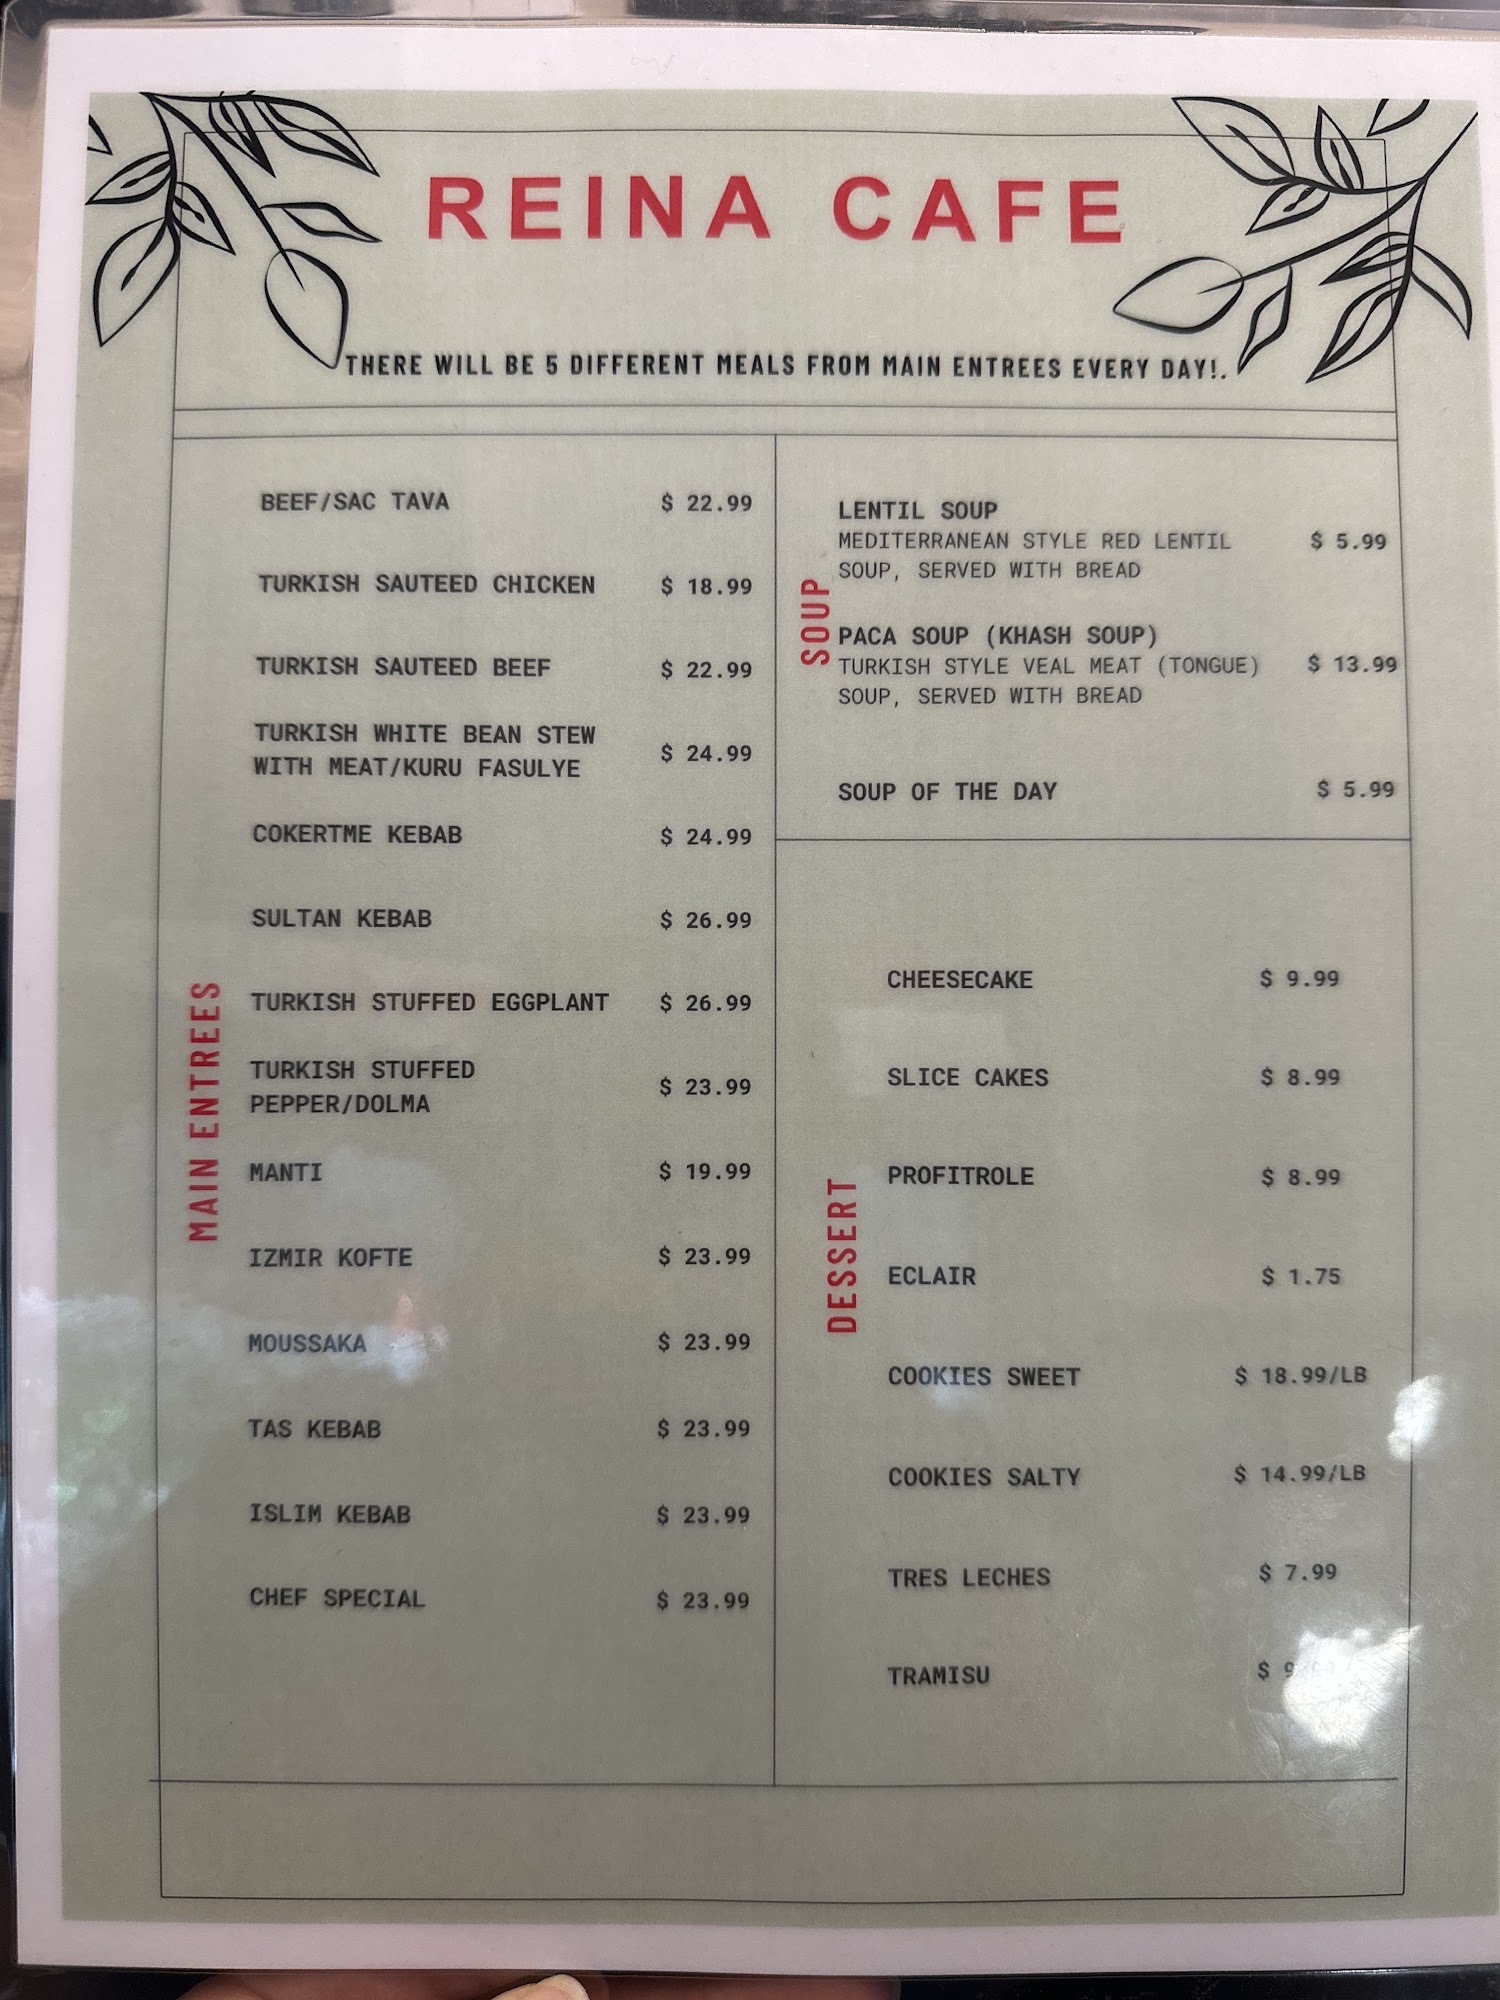 REINA CAFE
THERE WILL BE 5 DIFFERENT MEALS FROM MAIN ENTREES EVERY DAY!.
MAIN ENTREES
BEEF/SAC TAVA $ 22.99
TURKISH SAUTEED CHICKEN $ 18.99
TURKISH SAUTEED BEEF $ 22.99
TURKISH WHITE BEAN STEW
WITH MEAT/KURU FASULYE $ 24.99
COKERTME KEBAB $ 24.99
SULTAN KEBAB $ 26.99
TURKISH STUFFED EGGPLANT $ 26.99
TURKISH STUFFED
PEPPER/DOLMA $ 23.99
MANTI $ 19.99
IZMIR KOFTE $ 23.99
MOUSSAKA $ 23.99
TAS KEBAB $ 23.99
ISLIM KEBAB $ 23.99
CHEF SPECIAL $ 23.99
SOUP
LENTIL SOUP
MEDITERRANEAN STYLE RED LENTIL $ 5.99
SOUP, SERVED WITH BREAD
PACA SOUP (KHASH SOUP)
TURKISH STYLE VEAL MEAT (TONGUE) $ 13.99
SOUP, SERVED WITH BREAD
SOUP OF THE DAY $ 5.99
DESSERT
CHEESECAKE $ 9.99
SLICE CAKES $ 8.99
PROFITROLE $ 8.99
ECLAIR $ 1.75
COOKIES SWEET $ 18.99/LB
COOKIES SALTY $ 14.99/LB
TRES LECHES $ 7.99
TRAMISU $